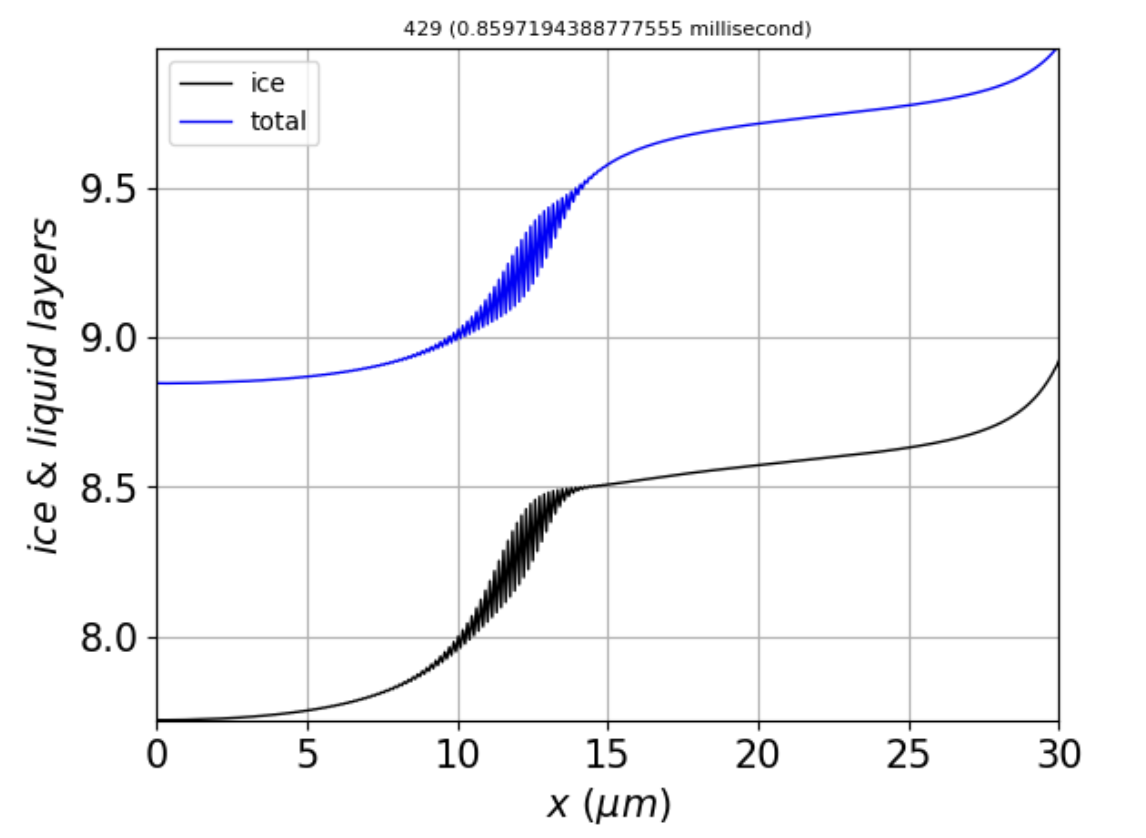 429 (0.8597194388777555 millisecond)
ice
total
9.5
9.0
8.5
8.0
ice & liquid layers
0 5 10 15 20 25 30
x (μm)